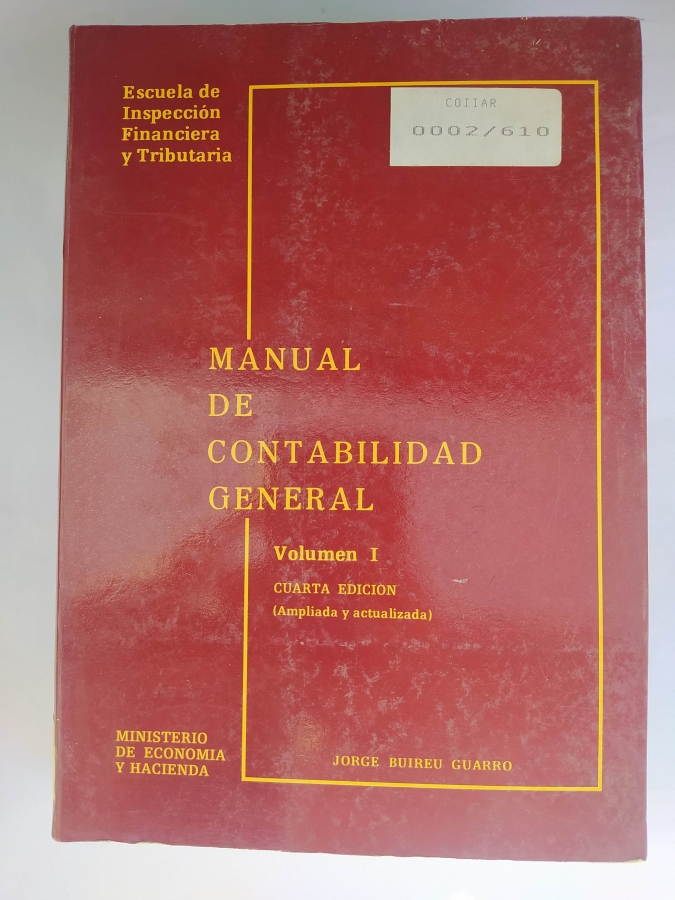 Escuela de
Inspección
Financiera
y Tributaria
COIIAR
0002/610
MANUAL
DE
CONTABILIDAD
GENERAL
Volumen I
CUARTA EDICION
(Ampliada y actualizada)
MINISTERIO
DE ECONOMIA
Y HACIENDA
JORGE BUIREU GUARRO